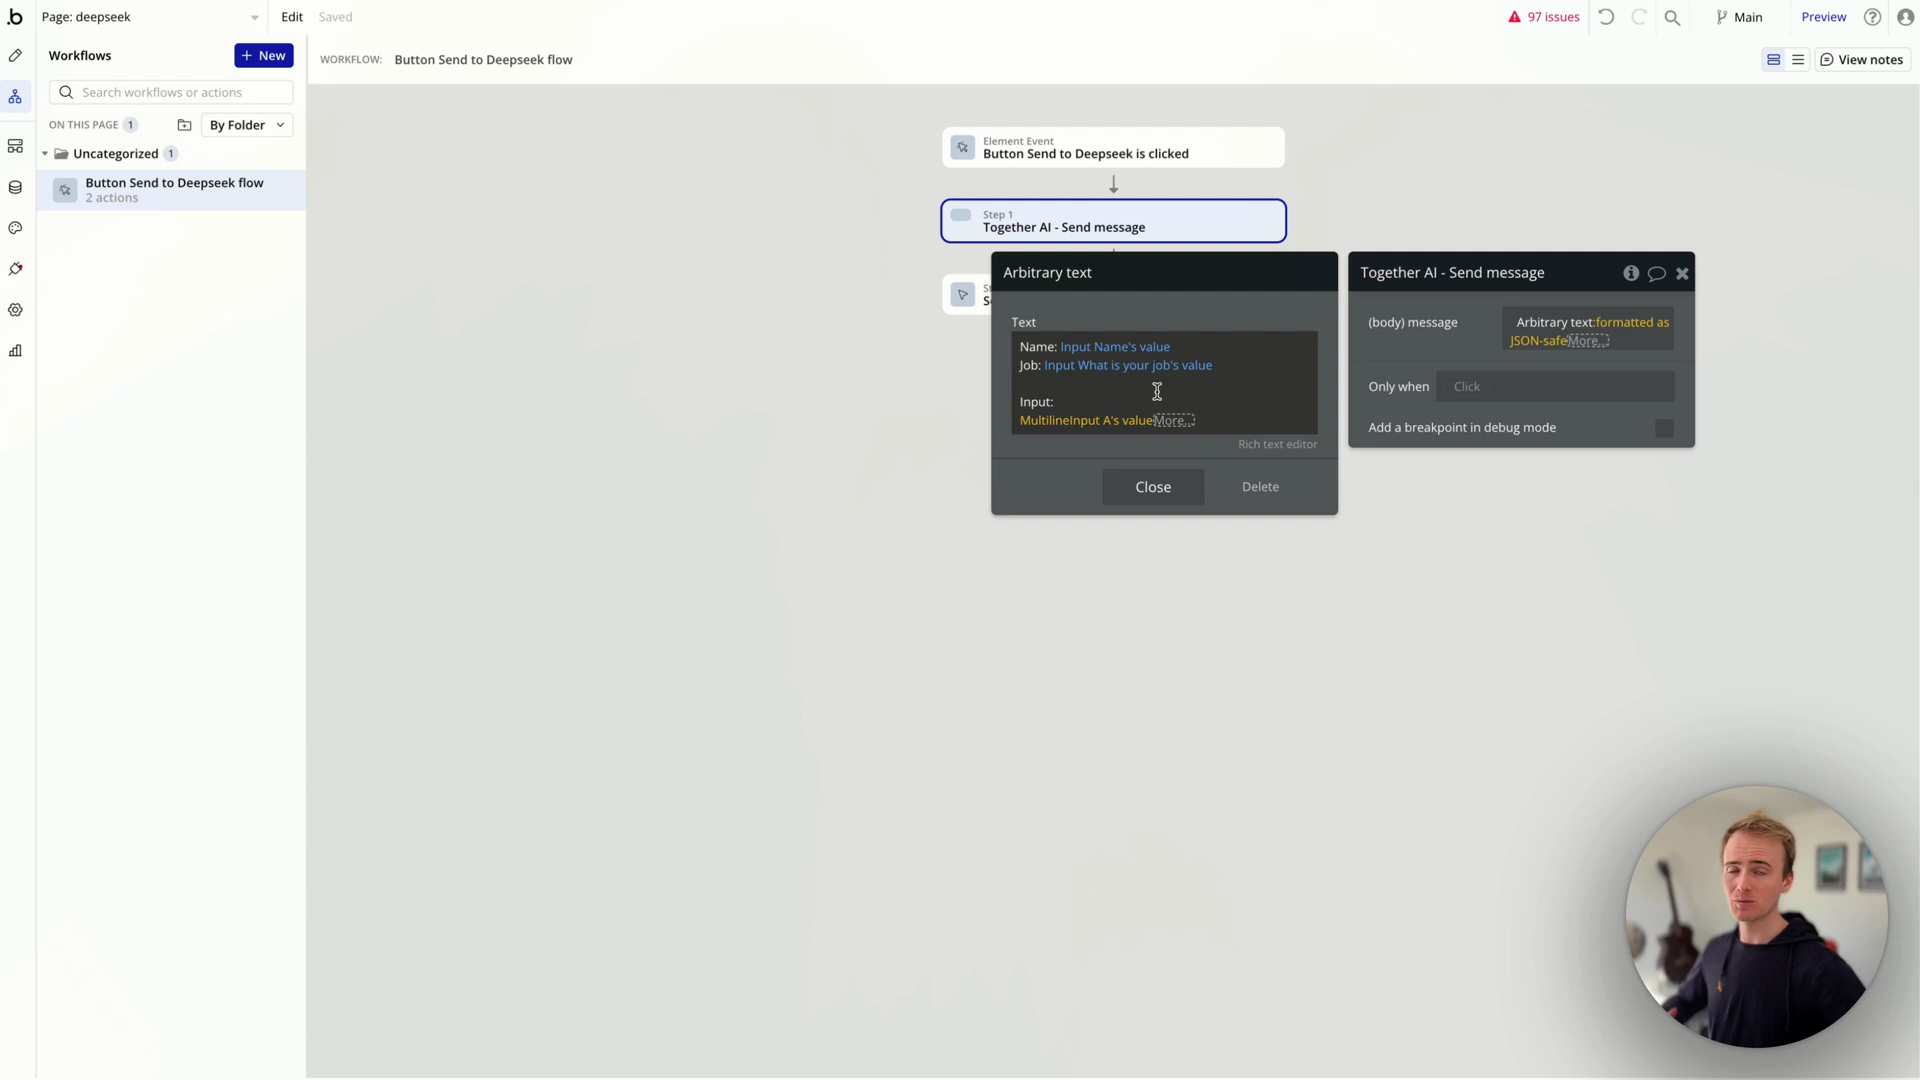 .b
Page: deepseek
Edit
Saved
97 issues
Main
Preview
Workflows
+ New
Search workflows or actions
ON THIS PAGE 1
By Folder
Uncategorized 1
Button Send to Deepseek flow
2 actions
WORKFLOW: Button Send to Deepseek flow
View notes
Element Event
Button Send to Deepseek is clicked
Step 1
Together AI - Send message
Arbitrary text
Text
Name: Input Name's value
Job: Input What is your job's value
Input:
MultilineInput A's value More...
Rich text editor
Close
Delete
Together AI - Send message
(body) message
Arbitrary text:formatted as
JSON-safe More...
Only when
Click
Add a breakpoint in debug mode